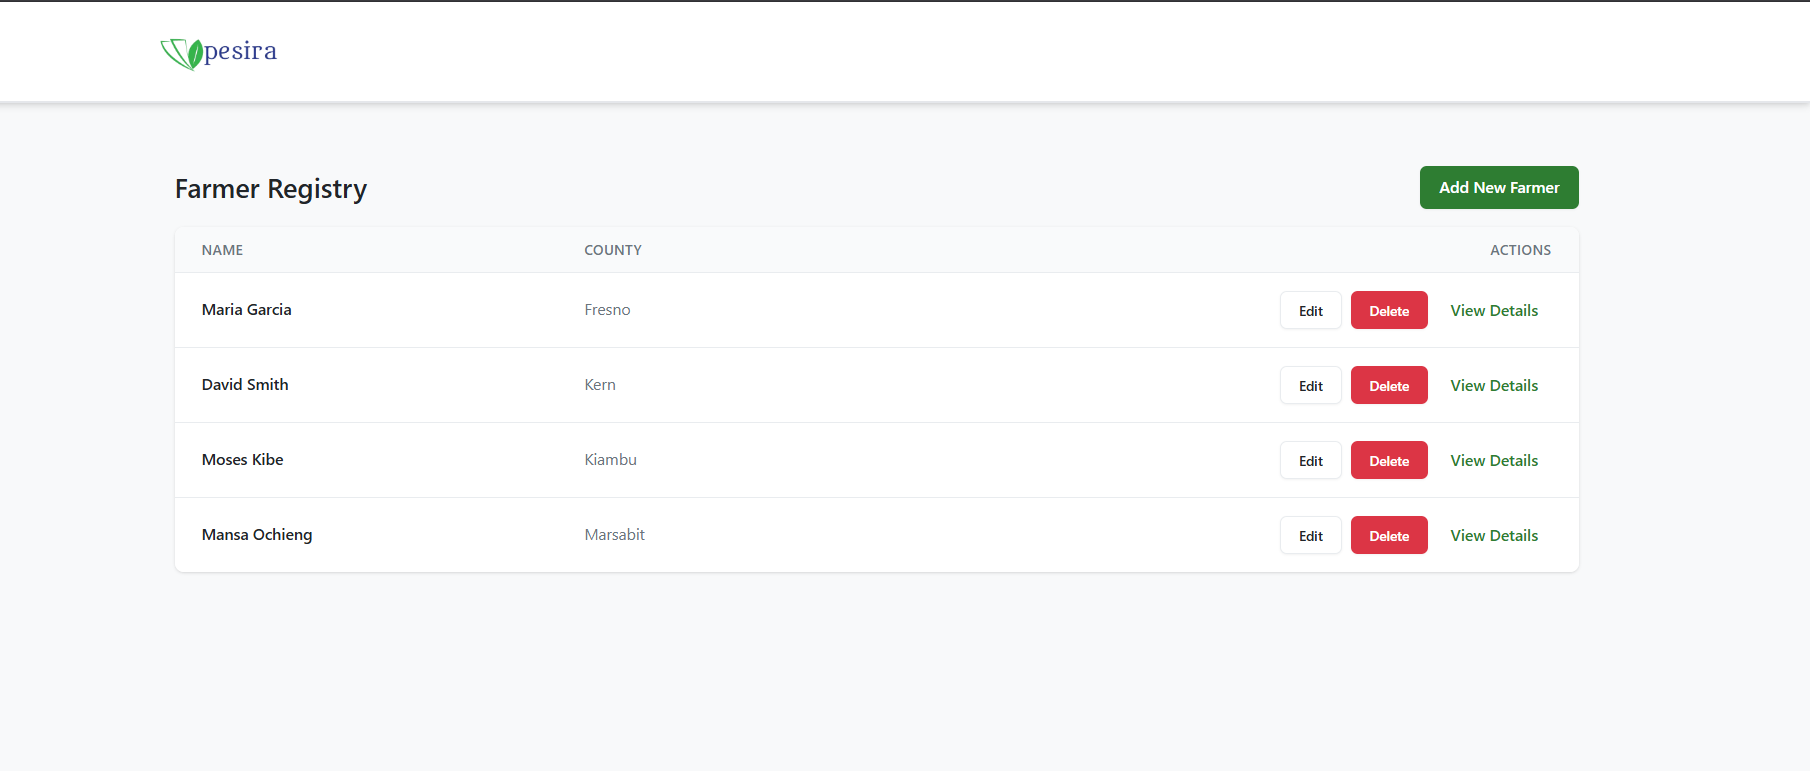 pesira
Farmer Registry
Add New Farmer
NAME COUNTY ACTIONS
Maria Garcia Fresno Edit Delete View Details
David Smith Kern Edit Delete View Details
Moses Kibe Kiambu Edit Delete View Details
Mansa Ochieng Marsabit Edit Delete View Details